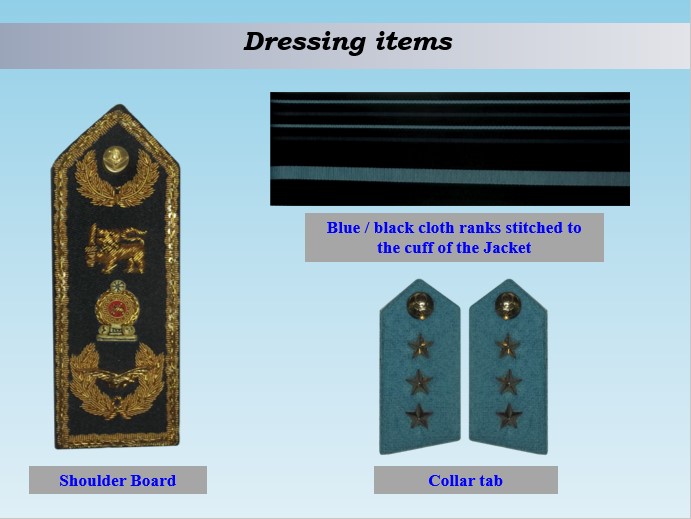 Dressing items
Blue / black cloth ranks stitched to
the cuff of the Jacket
Shoulder Board
Collar tab